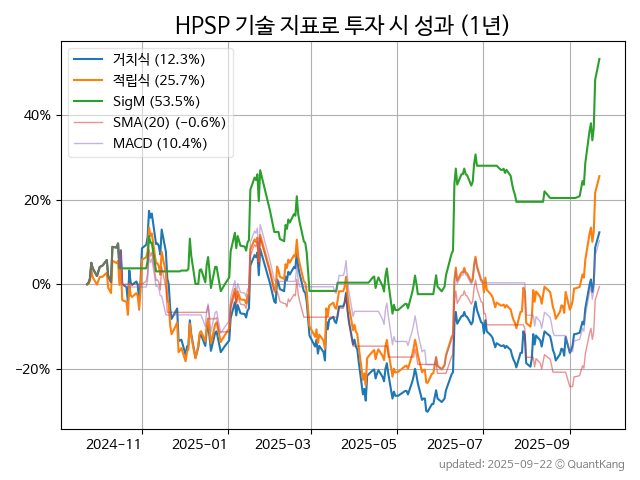 HPSP 기술 지표로 투자 시 성과 (1년)
거치식 (12.3%)
적립식 (25.7%)
SigM (53.5%)
SMA(20) (−0.6%)
MACD (10.4%)
40%
20%
0%
−20%
2024-11
2025-01
2025-03
2025-05
2025-07
2025-09
updated: 2025-09-22 © QuantKang